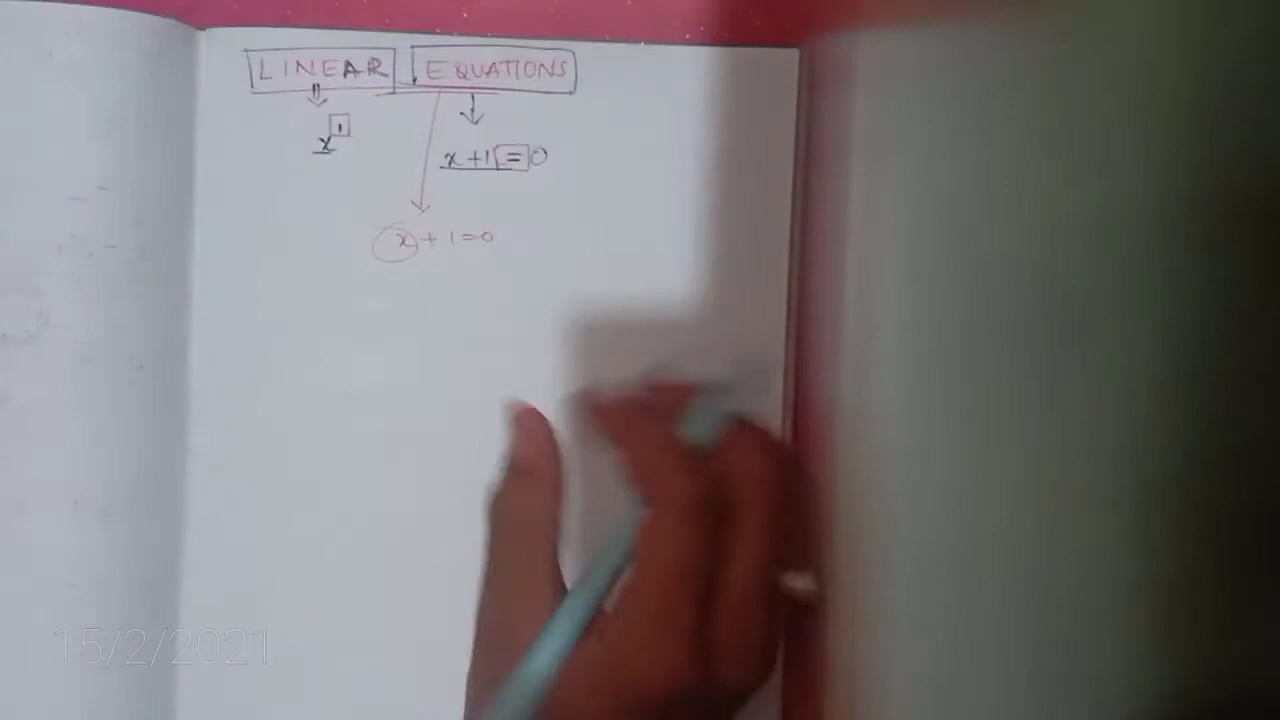 LINEAR EQUATIONS
x¹
x+1=0
x+1=0
15/2/2021